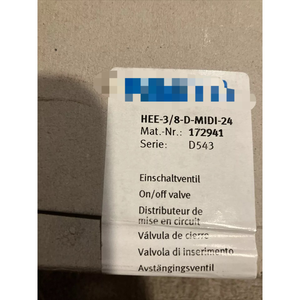 HEE-3/8-D-MIDI-24
Mat.-Nr.: 172941
Serie: D543
Einschaltventil
On/off valve
Distributeur de
mise en circuit
Válvula de cierre
Valvola di inserimento
Avstängingsventil